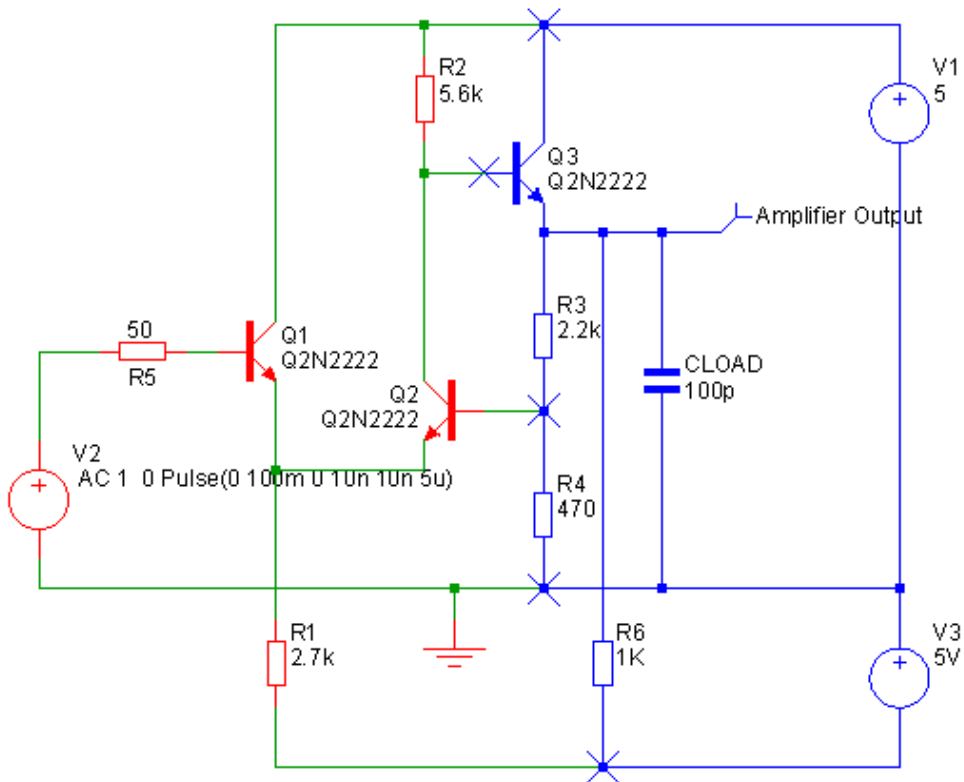 R2
5.6k
V1
5
Q3
Q2N2222
Amplifier Output
R3
2.2k
50
R5
Q1
Q2N2222
Q2
Q2N2222
CLOAD
100p
V2
AC 1 0 Pulse(0 100m 0 10n 10n 5u)
R4
470
R1
2.7k
R6
1K
V3
5V